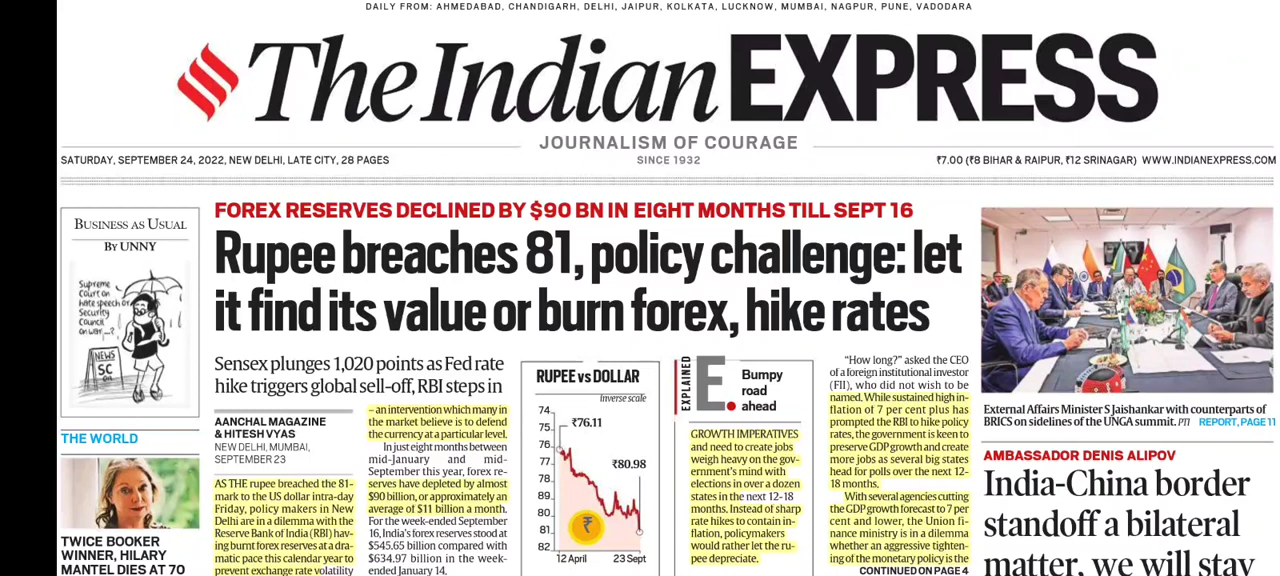 DAILY FROM: AHMEDABAD, CHANDIGARH, DELHI, JAIPUR, KOLKATA, LUCKNOW, MUMBAI, NAGPUR, PUNE, VADODARA
The Indian EXPRESS
JOURNALISM OF COURAGE
SATURDAY, SEPTEMBER 24, 2022, NEW DELHI, LATE CITY, 28 PAGES
SINCE 1932
₹7.00 (₹8 BIHAR & RAIPUR, ₹12 SRINAGAR) WWW.INDIANEXPRESS.COM
BUSINESS AS USUAL
BY UNNY
Supreme
Court on
hate speech or
Security
Council
on war,...?
NEWS
SC
ON
THE WORLD
TWICE BOOKER
WINNER, HILARY
MANTEL DIES AT 70
FOREX RESERVES DECLINED BY $90 BN IN EIGHT MONTHS TILL SEPT 16
Rupee breaches 81, policy challenge: let
it find its value or burn forex, hike rates
Sensex plunges 1,020 points as Fed rate
hike triggers global sell-off, RBI steps in
AANCHAL MAGAZINE
& HITESH VYAS
NEW DELHI, MUMBAI,
SEPTEMBER 23
AS THE rupee breached the 81-
mark to the US dollar intra-day
Friday, policy makers in New
Delhi are in a dilemma with the
Reserve Bank of India (RBI) hav-
ing burnt forex reserves at a dra-
matic pace this calendar year to
prevent exchange rate volatility
– an intervention which many in
the market believe is to defend
the currency at a particular level.
In just eight months between
mid-January and mid-
September this year, forex re-
serves have depleted by almost
$90 billion, or approximately an
average of $11 billion a month.
For the week-ended September
16, India's forex reserves stood at
$545.65 billion compared with
$634.97 billion in the week-
ended January 14.
RUPEE vs DOLLAR
Inverse scale
74
75
76
77
78
89
79
80
81
82
₹76.11
₹80.98
₹
12 April
23 Sept
EXPLAINED
E.
Bumpy
road
ahead
GROWTH IMPERATIVES
and need to create jobs
weigh heavy on the gov-
ernment's mind with
elections in over a dozen
states in the next 12-18
months. Instead of sharp
rate hikes to contain in-
flation, policymakers
would rather let the ru-
pee depreciate.
"How long?" asked the CEO
of a foreign institutional investor
(FII), who did not wish to be
named. While sustained high in-
flation of 7 per cent plus has
prompted the RBI to hike policy
rates, the government is keen to
preserve GDP growth and create
more jobs as several big states
head for polls over the next 12-
18 months.
With several agencies cutting
the GDP growth forecast to 7 per
cent and lower, the Union fi-
nance ministry is in a dilemma
whether an aggressive tighten-
ing of the monetary policy is the
CONTINUED ON PAGE 4
External Affairs Minister S Jaishankar with counterparts of
BRICS on sidelines of the UNGA summit. PTI REPORT, PAGE 11
AMBASSADOR DENIS ALIPOV
India-China border
standoff a bilateral
matter, we will stay